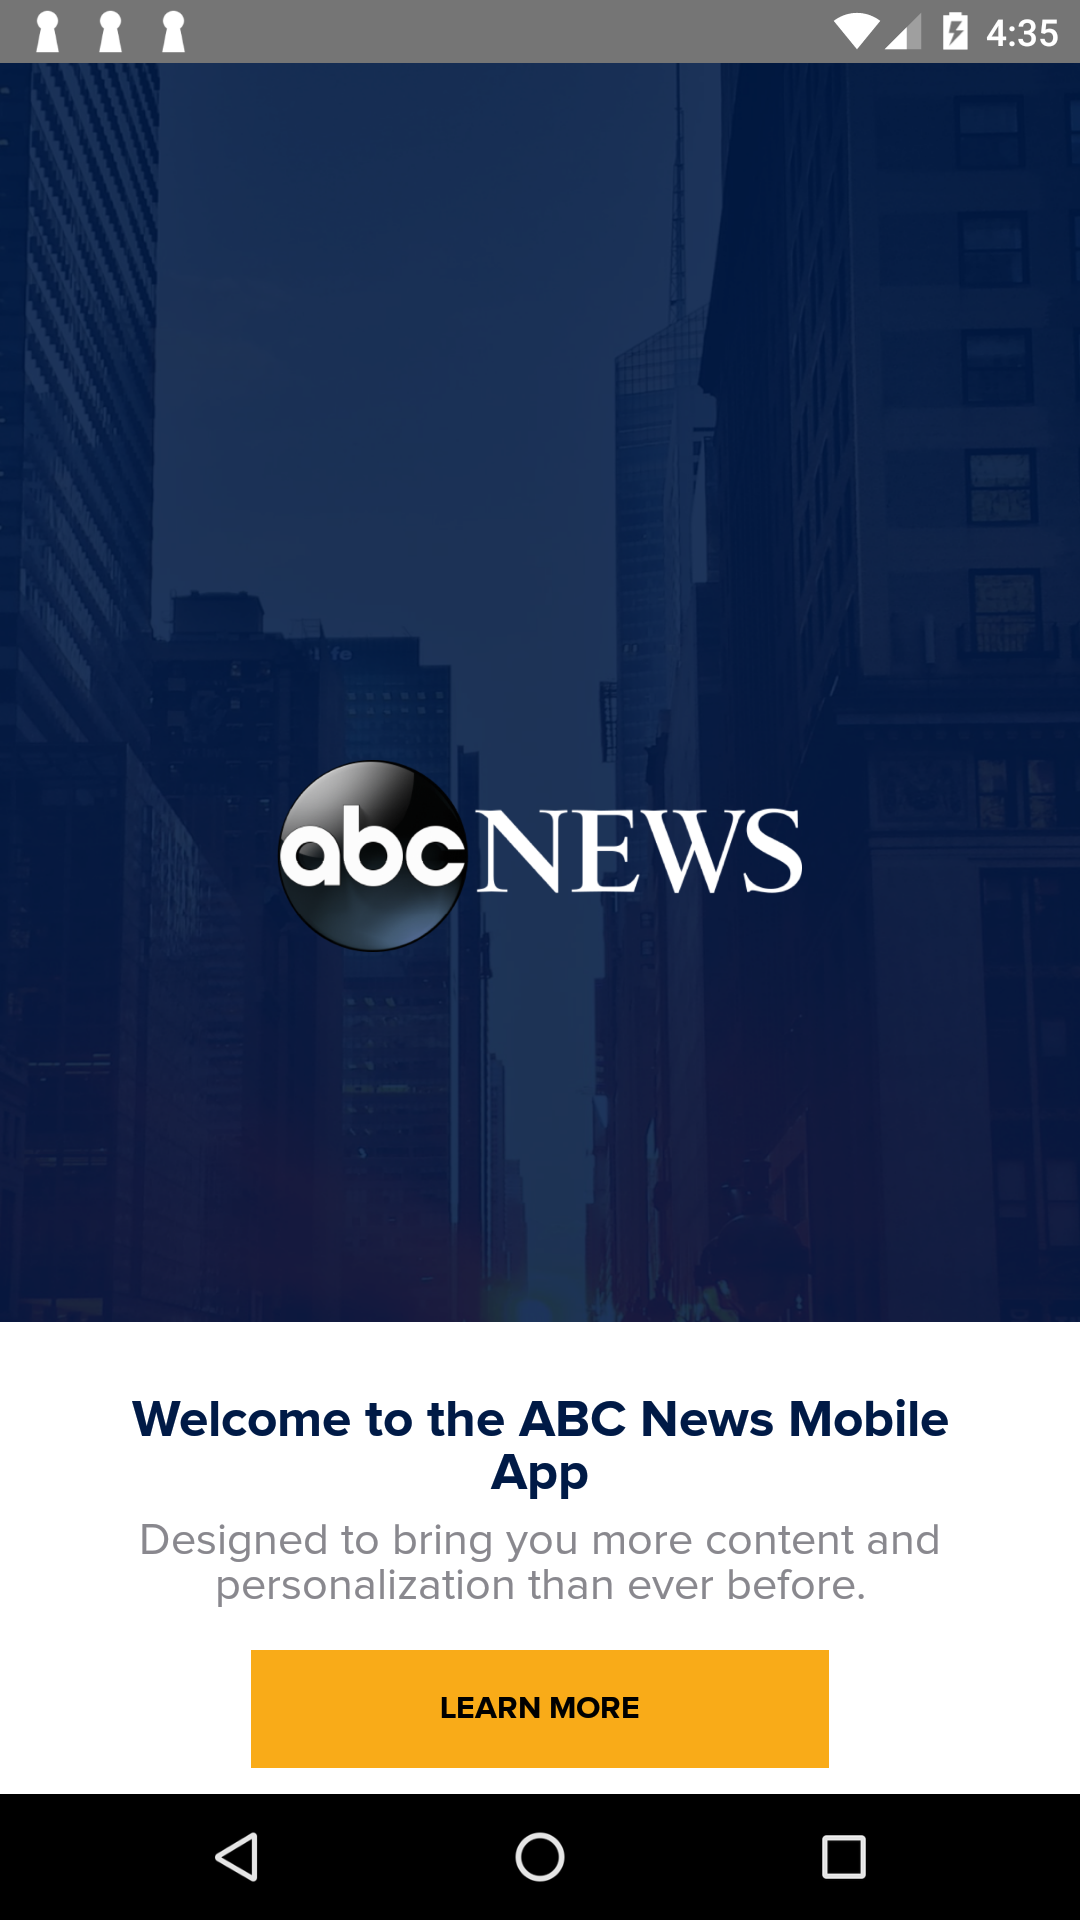 4:35
abc NEWS
Welcome to the ABC News Mobile
App
Designed to bring you more content and
personalization than ever before.
LEARN MORE